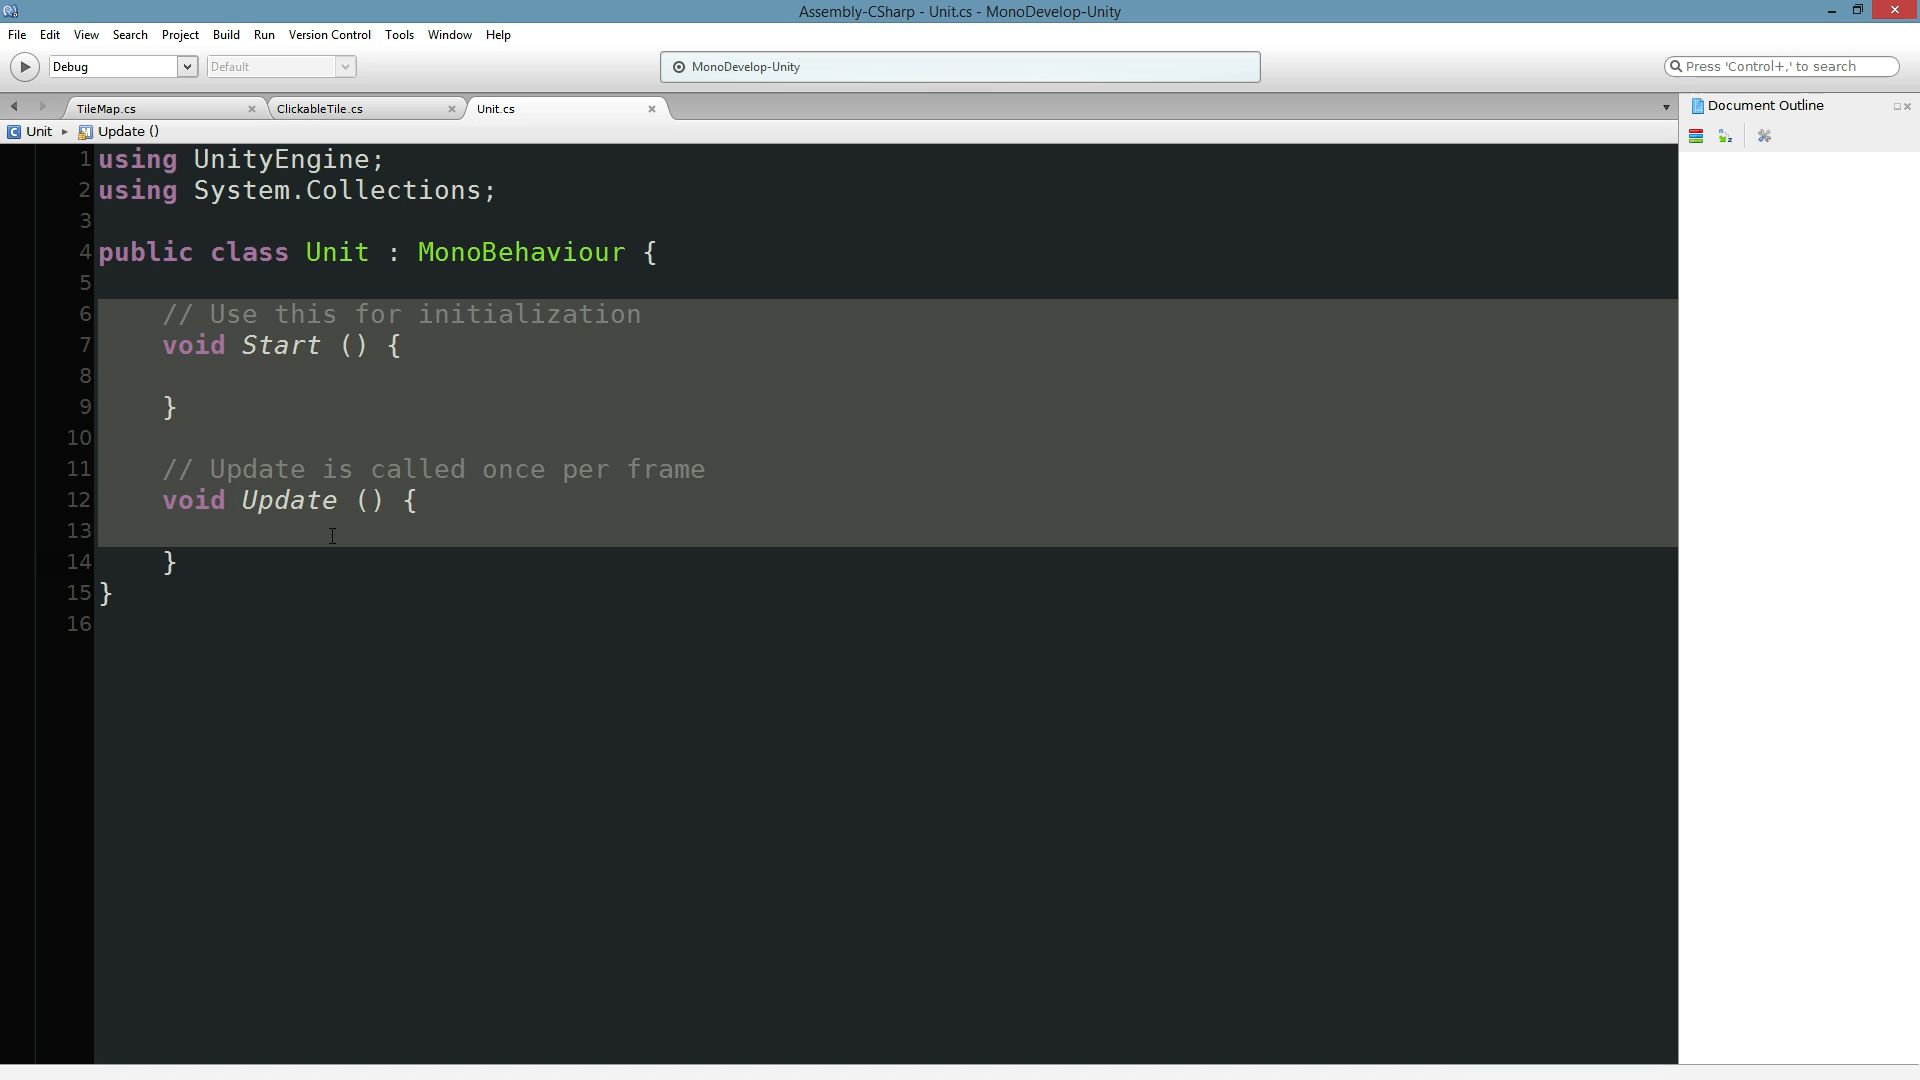 Assembly-CSharp - Unit.cs - MonoDevelop-Unity
File Edit View Search Project Build Run Version Control Tools Window Help
Debug Default MonoDevelop-Unity Press 'Control+,' to search
TileMap.cs ClickableTile.cs Unit.cs Document Outline
Unit Update ()
1 using UnityEngine;
2 using System.Collections;
3
4 public class Unit : MonoBehaviour {
5
6 // Use this for initialization
7 void Start () {
8
9 }
10
11 // Update is called once per frame
12 void Update () {
13
14 }
15 }
16